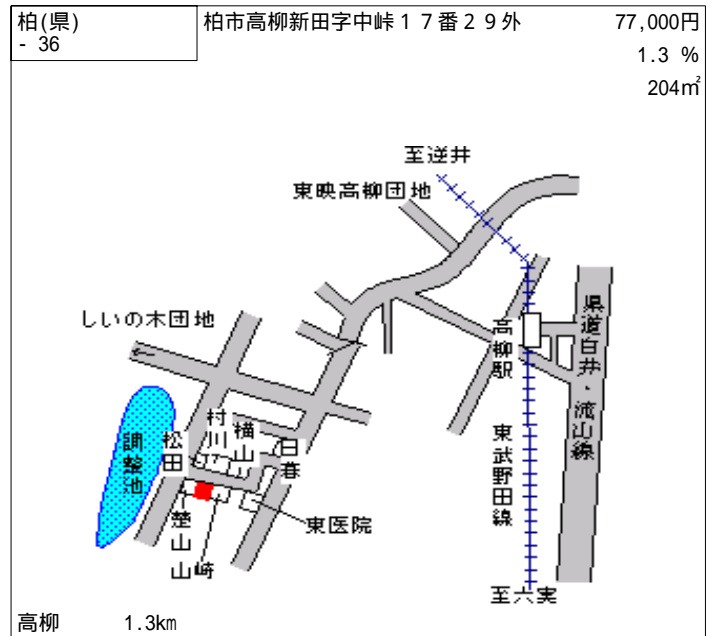 柏(県)
- 36
柏市高柳新田字中峠１７番２９外
77,000円
1.3 %
204㎡
至逆井
東映高柳団地
しいの木団地
高柳駅
県道白井・流山線
東武野田線
調整池
松田
村川
横山
日暮
埜山
山崎
東医院
至六実
高柳
1.3km